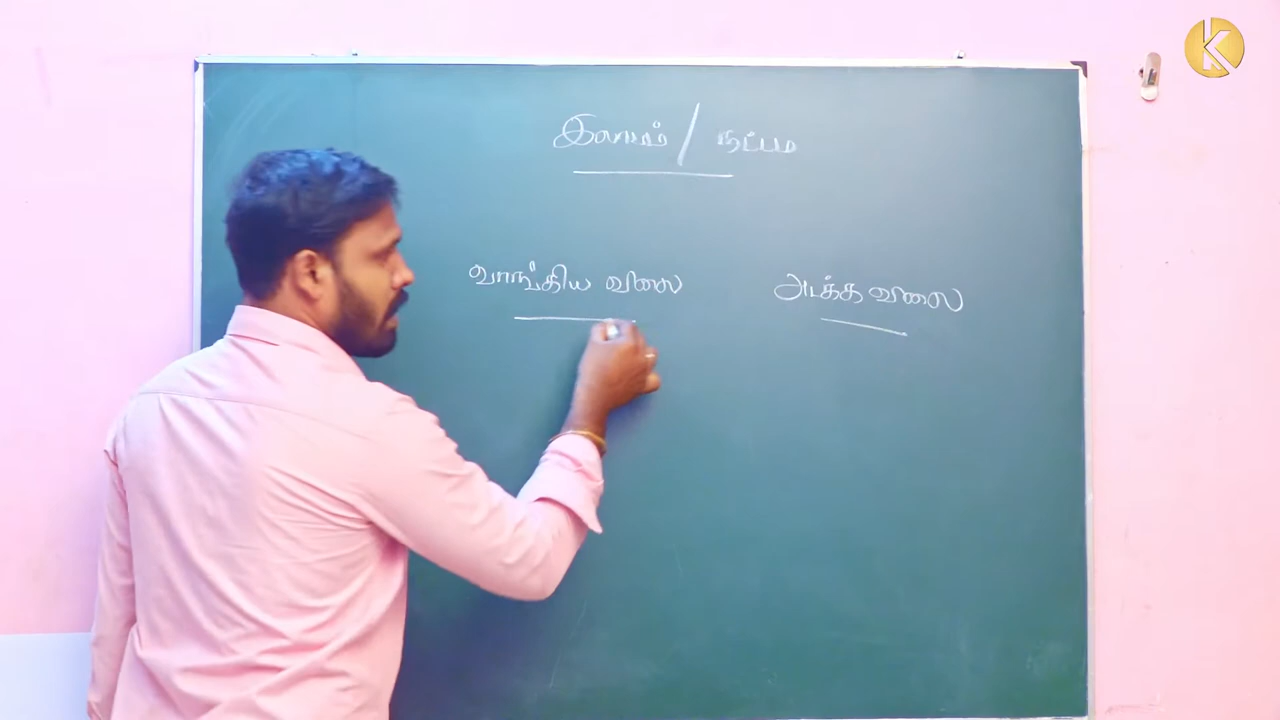 இலாபம் / நட்டம்
வாங்கிய விலை அடக்க விலை